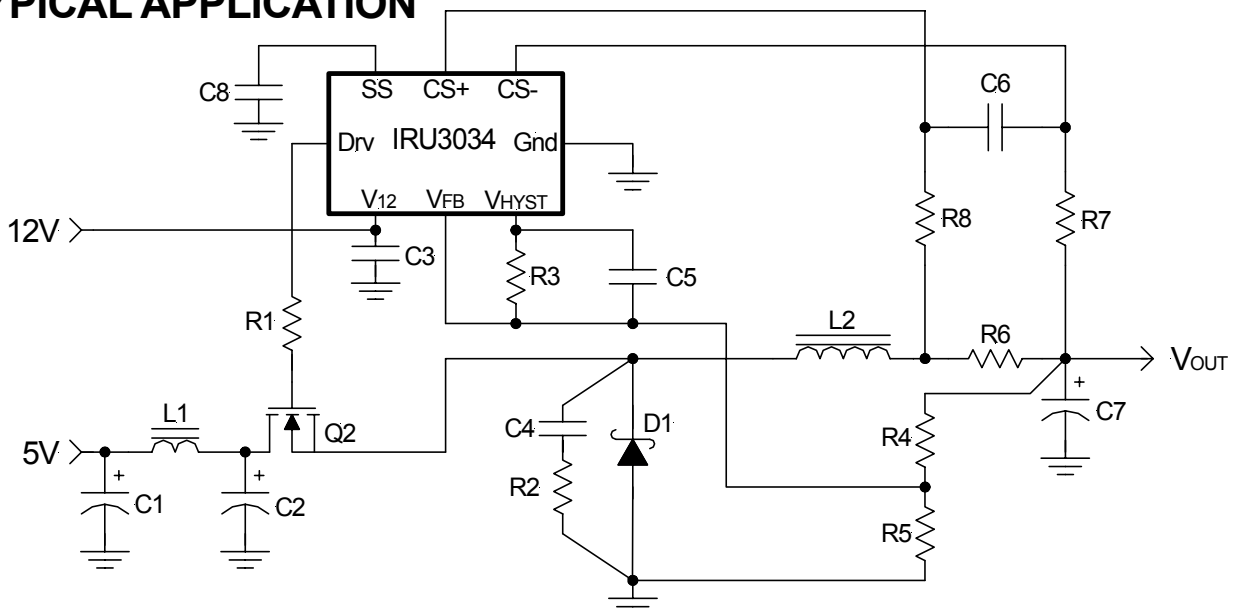 YPICAL APPLICATION
C8
SS CS+ CS-
C6
Drv IRU3034 Gnd
V12 VFB VHYST
12V
C3
R3
C5
R8
R7
R1
L2
R6
VOUT
L1
Q2
C4
D1
R4
+
C7
5V
+
C1
+
C2
R2
R5